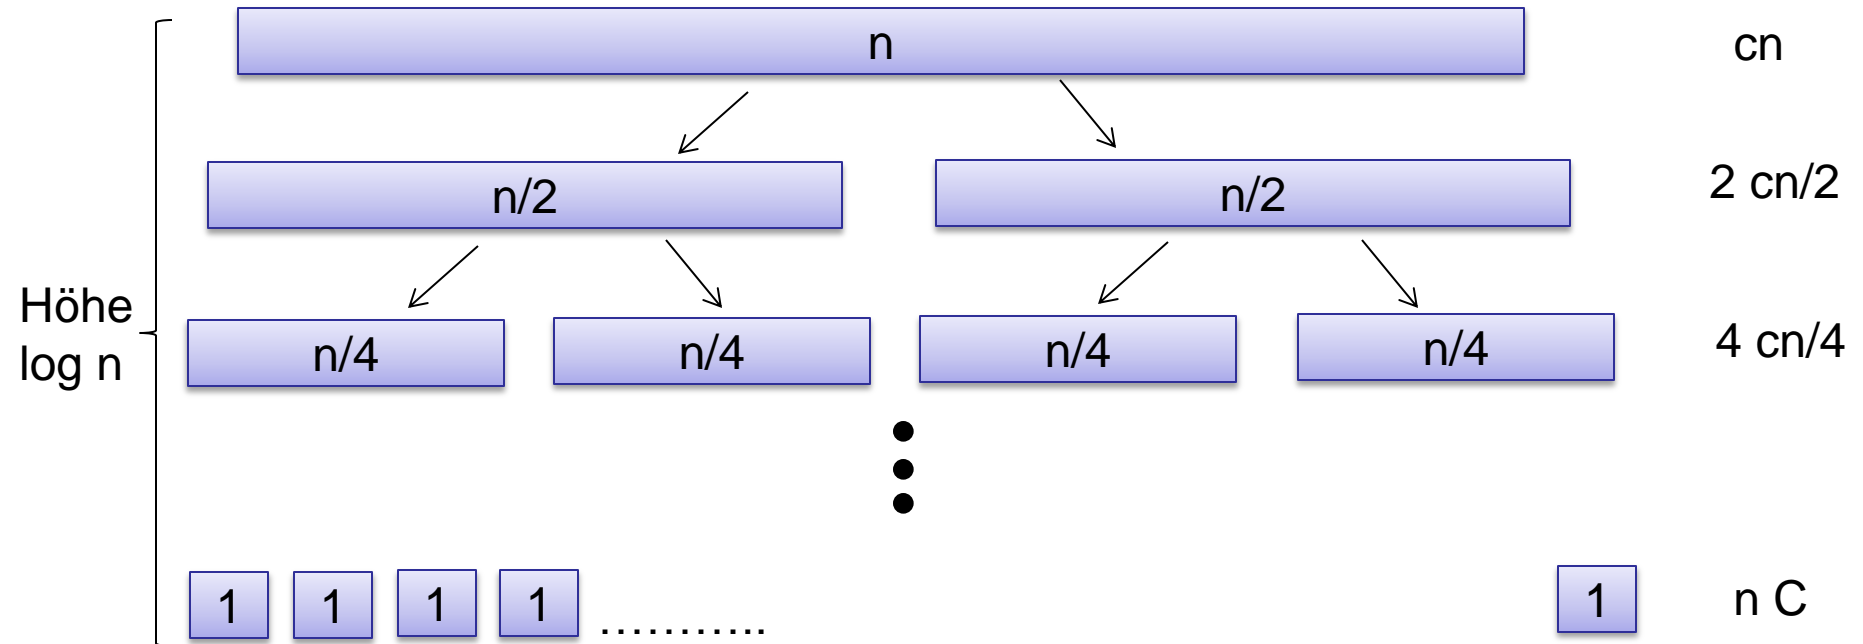 n cn
n/2 n/2 2 cn/2
Höhe
log n
n/4 n/4 n/4 n/4 4 cn/4
1 1 1 1 ……….. 1 n C